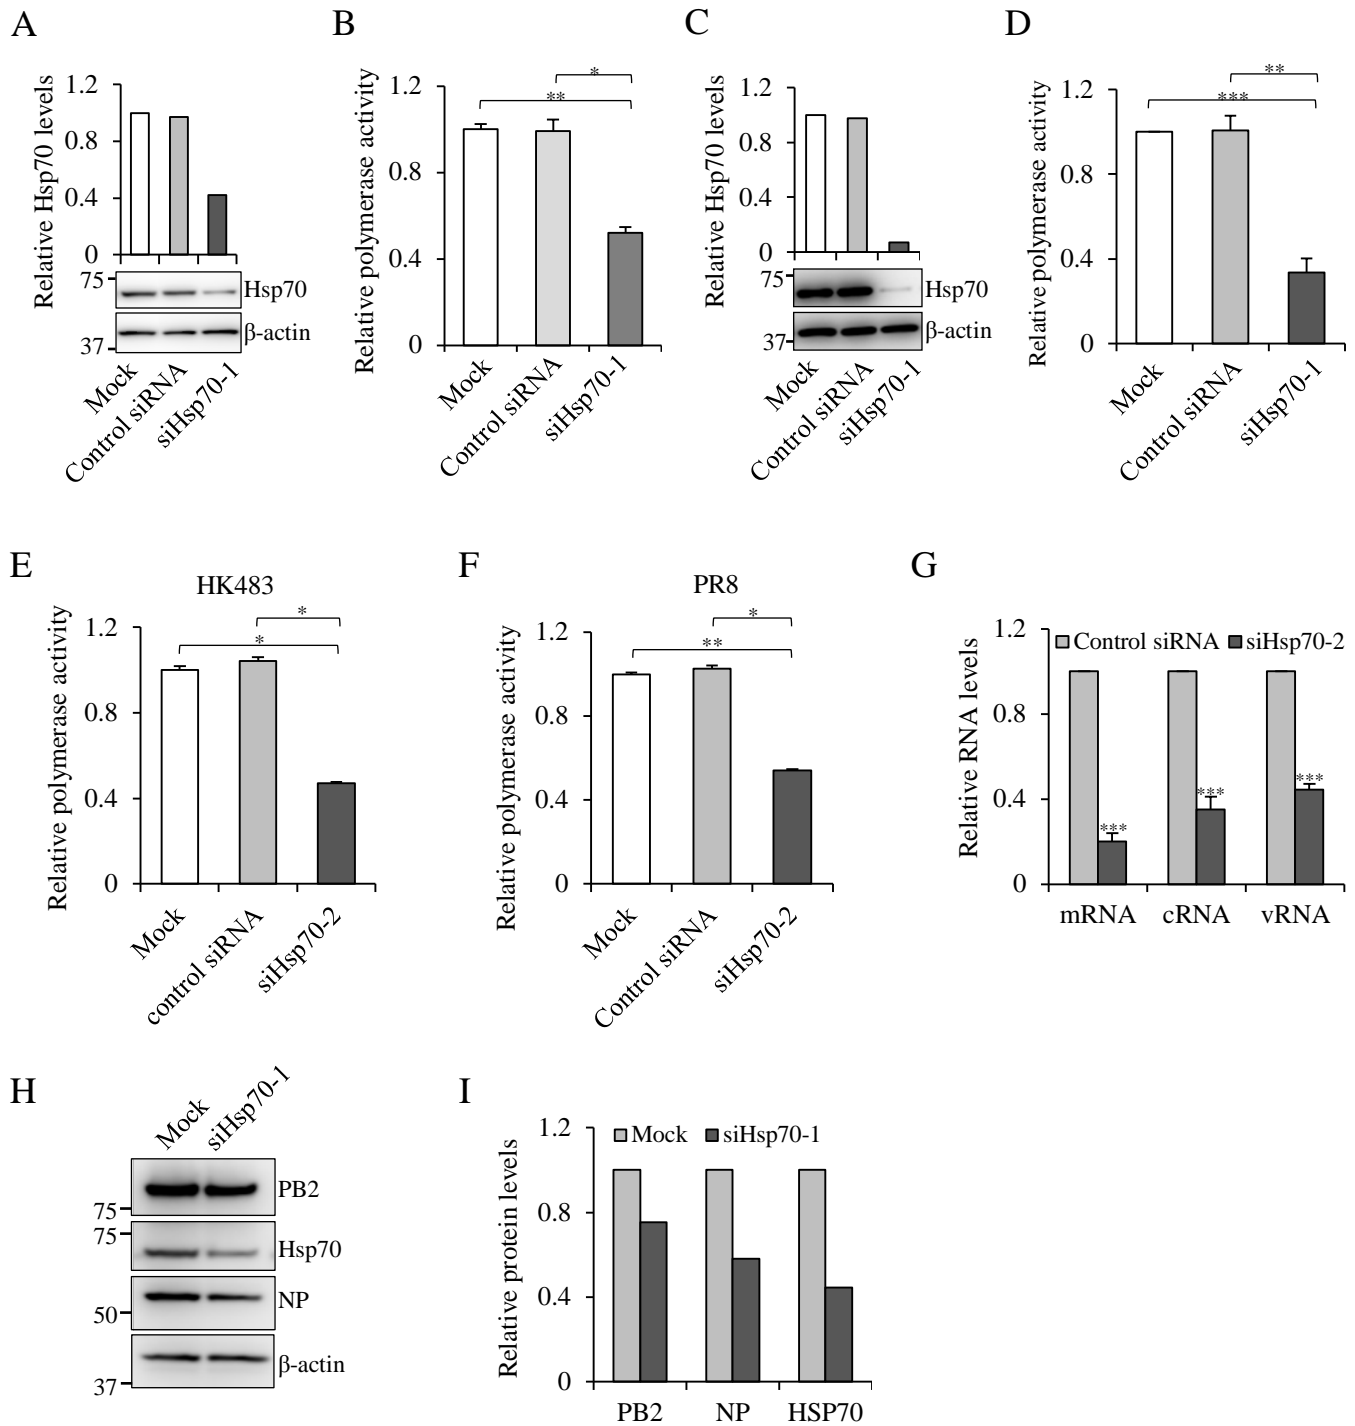 A
Relative Hsp70 levels
1.2
0.8
0.4
0
75
Hsp70
β-actin
37
Mock
Control siRNA
siHsp70-1
B
Relative polymerase activity
1.2
0.8
0.4
0
*
**
Mock
Control siRNA
siHsp70-1
C
Relative Hsp70 levels
1.2
0.8
0.4
0
75
Hsp70
β-actin
37
Mock
Control siRNA
siHsp70-1
D
Relative polymerase activity
1.2
0.8
0.4
0
**
***
Mock
Control siRNA
siHsp70-1
E
HK483
Relative polymerase activity
1.2
0.8
0.4
0
*
*
Mock
control siRNA
siHsp70-2
F
PR8
Relative polymerase activity
1.2
0.8
0.4
0
*
**
Mock
Control siRNA
siHsp70-2
G
Relative RNA levels
1.2
0.8
0.4
0
Control siRNA siHsp70-2
***
***
***
mRNA cRNA vRNA
H
Mock
siHsp70-1
PB2
75
75
Hsp70
NP
50
β-actin
37
I
Relative protein levels
1.2
0.8
0.4
0
Mock siHsp70-1
PB2 NP HSP70